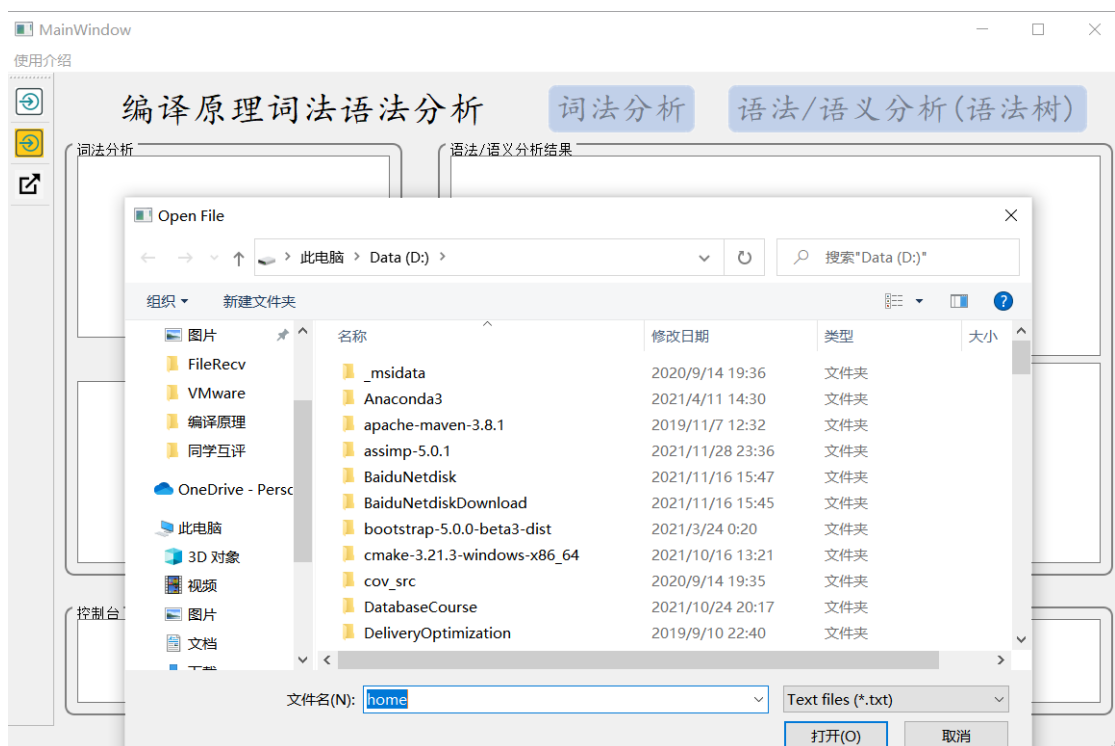 MainWindow
使用介绍
编译原理词法语法分析 词法分析 语法/语义分析(语法树)
词法分析 语法/语义分析结果
Open File
此电脑 Data (D:) 搜索"Data (D:)"
组织 新建文件夹
图片 名称 修改日期 类型 大小
FileRecv _msidata 2020/9/14 19:36 文件夹
VMware Anaconda3 2021/4/11 14:30 文件夹
编译原理 apache-maven-3.8.1 2019/11/7 12:32 文件夹
同学互评 assimp-5.0.1 2021/11/28 23:36 文件夹
BaiduNetdisk 2021/11/16 15:47 文件夹
OneDrive - Persc BaiduNetdiskDownload 2021/11/16 15:45 文件夹
此电脑 bootstrap-5.0.0-beta3-dist 2021/3/24 0:20 文件夹
3D 对象 cmake-3.21.3-windows-x86_64 2021/10/16 13:21 文件夹
视频 cov_src 2020/9/14 19:35 文件夹
控制台 图片 DatabaseCourse 2021/10/24 20:17 文件夹
文档 DeliveryOptimization 2019/9/10 22:40 文件夹
文件名(N): home Text files (*.txt)
打开(O) 取消